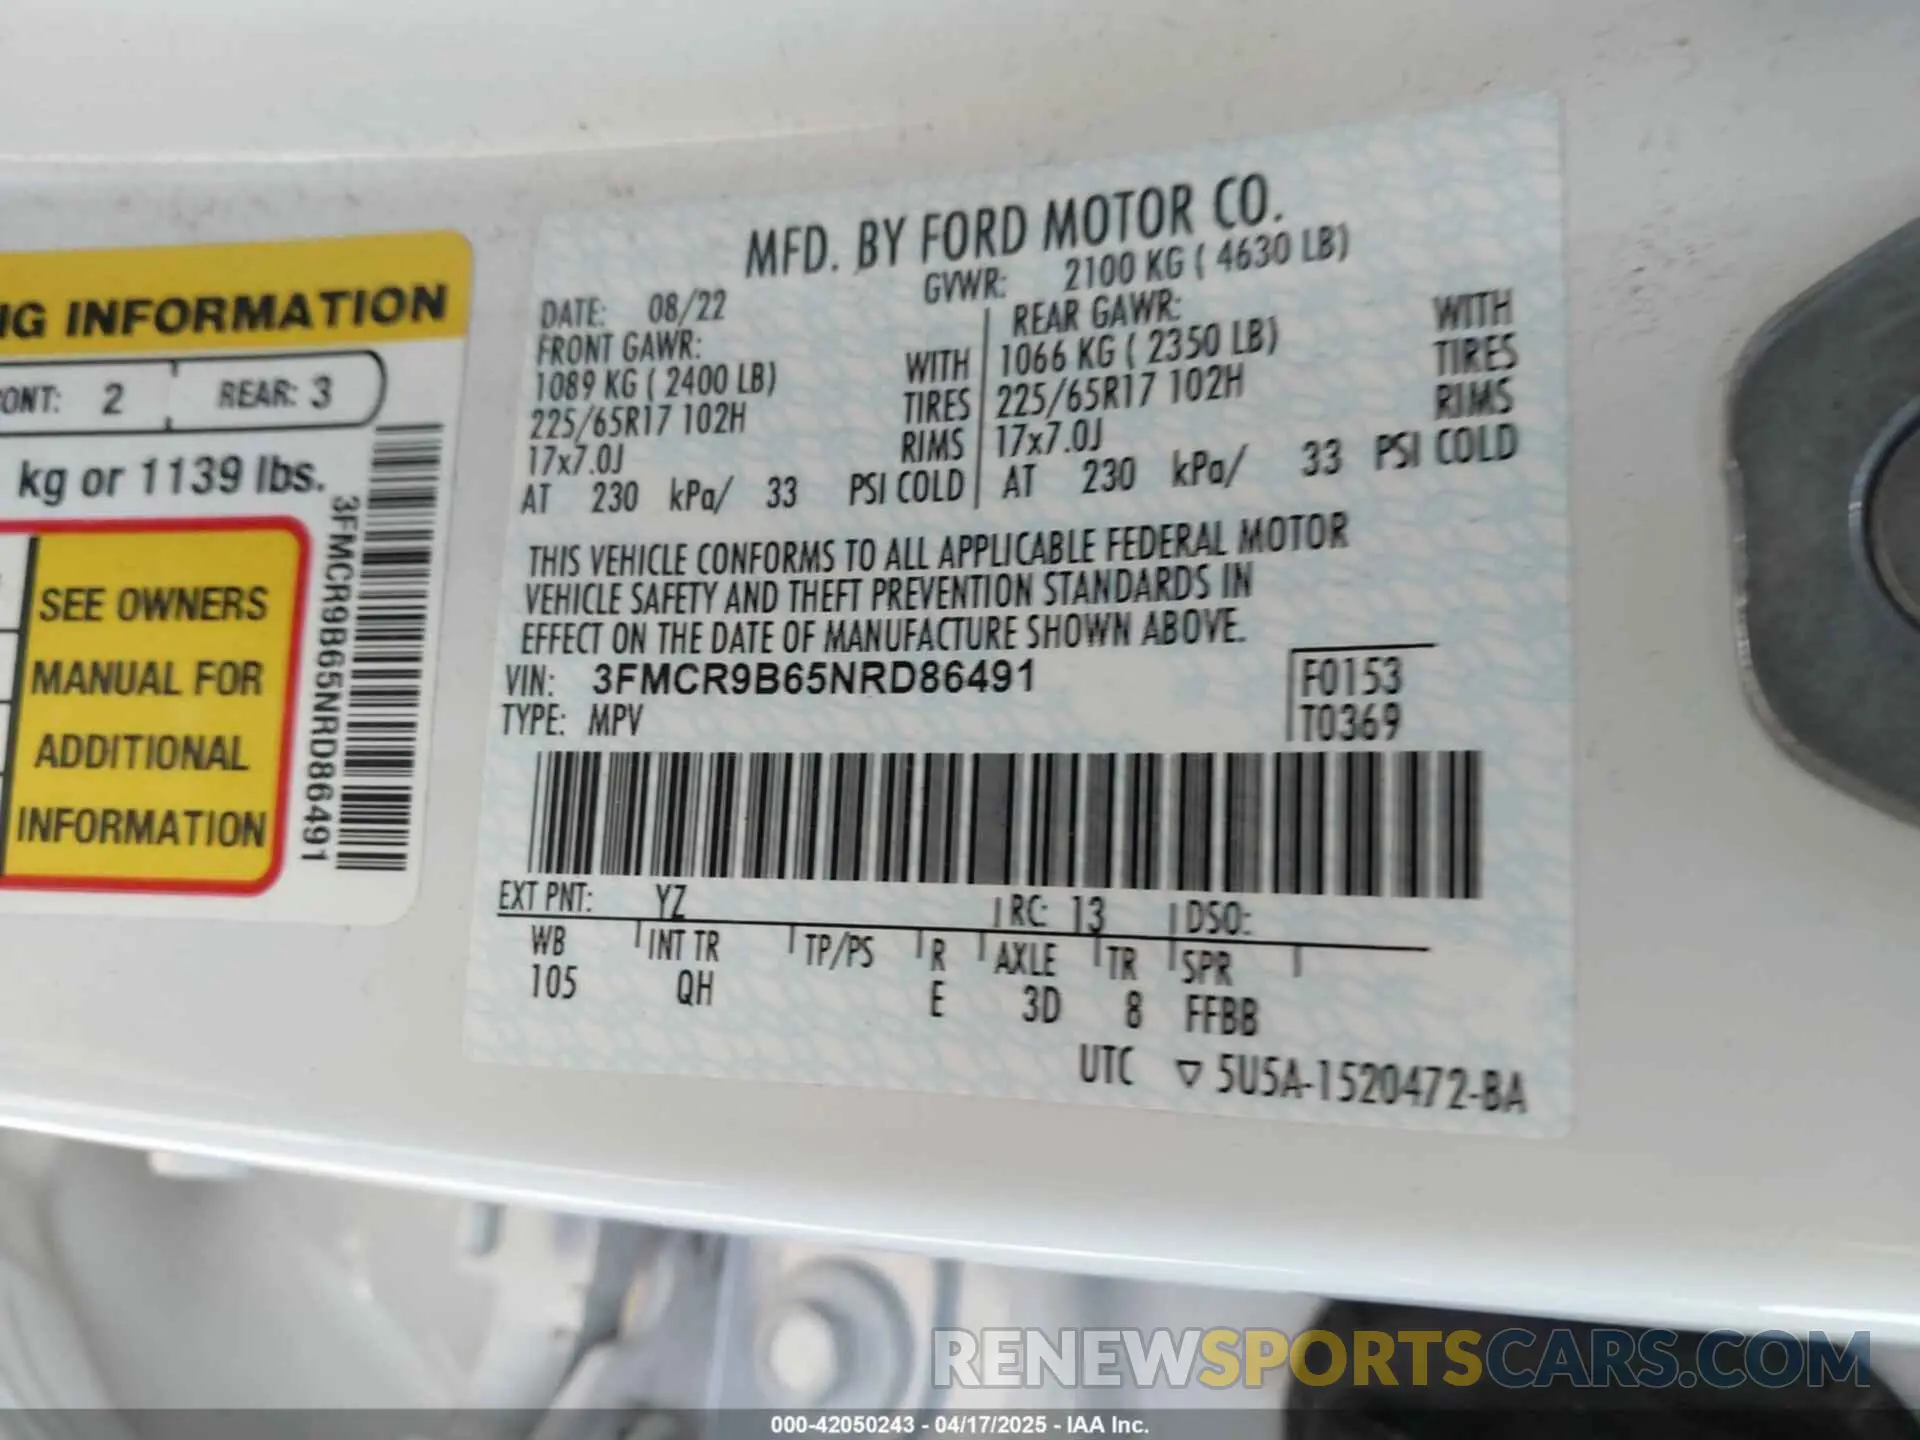 NG INFORMATION
ONT: 2 REAR: 3
kg or 1139 lbs.
SEE OWNERS
MANUAL FOR
ADDITIONAL
INFORMATION
3FMCR9B65NRD86491
MFD. BY FORD MOTOR CO.
DATE: 08/22 GVWR: 2100 KG ( 4630 LB)
FRONT GAWR: REAR GAWR: WITH
1089 KG ( 2400 LB) WITH 1066 KG ( 2350 LB) TIRES
225/65R17 102H TIRES 225/65R17 102H RIMS
17x7.0J RIMS 17x7.0J
AT 230 kPa/ 33 PSI COLD AT 230 kPa/ 33 PSI COLD
THIS VEHICLE CONFORMS TO ALL APPLICABLE FEDERAL MOTOR
VEHICLE SAFETY AND THEFT PREVENTION STANDARDS IN
EFFECT ON THE DATE OF MANUFACTURE SHOWN ABOVE.
VIN: 3FMCR9B65NRD86491 F0153
TYPE: MPV T0369
EXT PNT: YZ RC: 13 DSO:
WB INT TR TP/PS R AXLE TR SPR
105 QH E 3D 8 FFBB
UTC ▽ 5U5A-1520472-BA
RENEWSPORTSCARS.COM
000-42050243 - 04/17/2025 - IAA Inc.